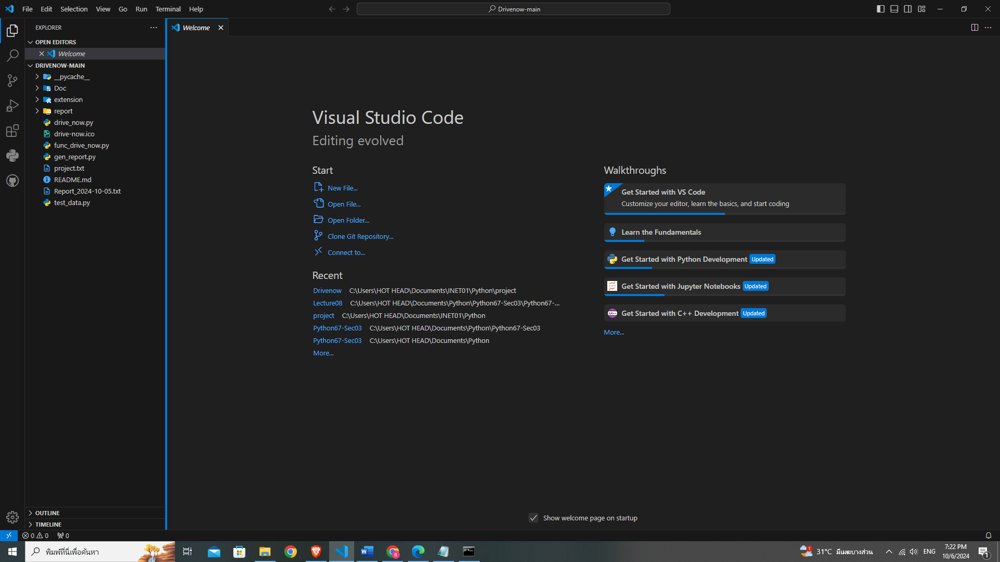 File Edit Selection View Go Run Terminal Help
Drivenow-main
EXPLORER
OPEN EDITORS
Welcome
DRIVENOW-MAIN
__pycache__
Doc
extension
report
drive_now.py
drive-now.ico
func_drive_now.py
gen_report.py
project.txt
README.md
Report_2024-10-05.txt
test_data.py
OUTLINE
TIMELINE
Welcome
Visual Studio Code
Editing evolved
Start
New File...
Open File...
Open Folder...
Clone Git Repository...
Connect to...
Recent
Drivenow C:\Users\HOT HEAD\Documents\INET01\Python\project
Lecture08 C:\Users\HOT HEAD\Documents\Python\Python67-Sec03\Python67-...
project C:\Users\HOT HEAD\Documents\INET01\Python
Python67-Sec03 C:\Users\HOT HEAD\Documents\Python\Python67-Sec03
Python67-Sec03 C:\Users\HOT HEAD\Documents\Python
More...
Walkthroughs
Get Started with VS Code
Customize your editor, learn the basics, and start coding
Learn the Fundamentals
Get Started with Python Development Updated
Get Started with Jupyter Notebooks Updated
C/C++ Get Started with C++ Development Updated
More...
Show welcome page on startup
0 0 0
พิมพ์ที่นี่เพื่อค้นหา
W
B
1
31°C มีเมฆบางส่วน
ENG
7:22 PM
10/6/2024
1